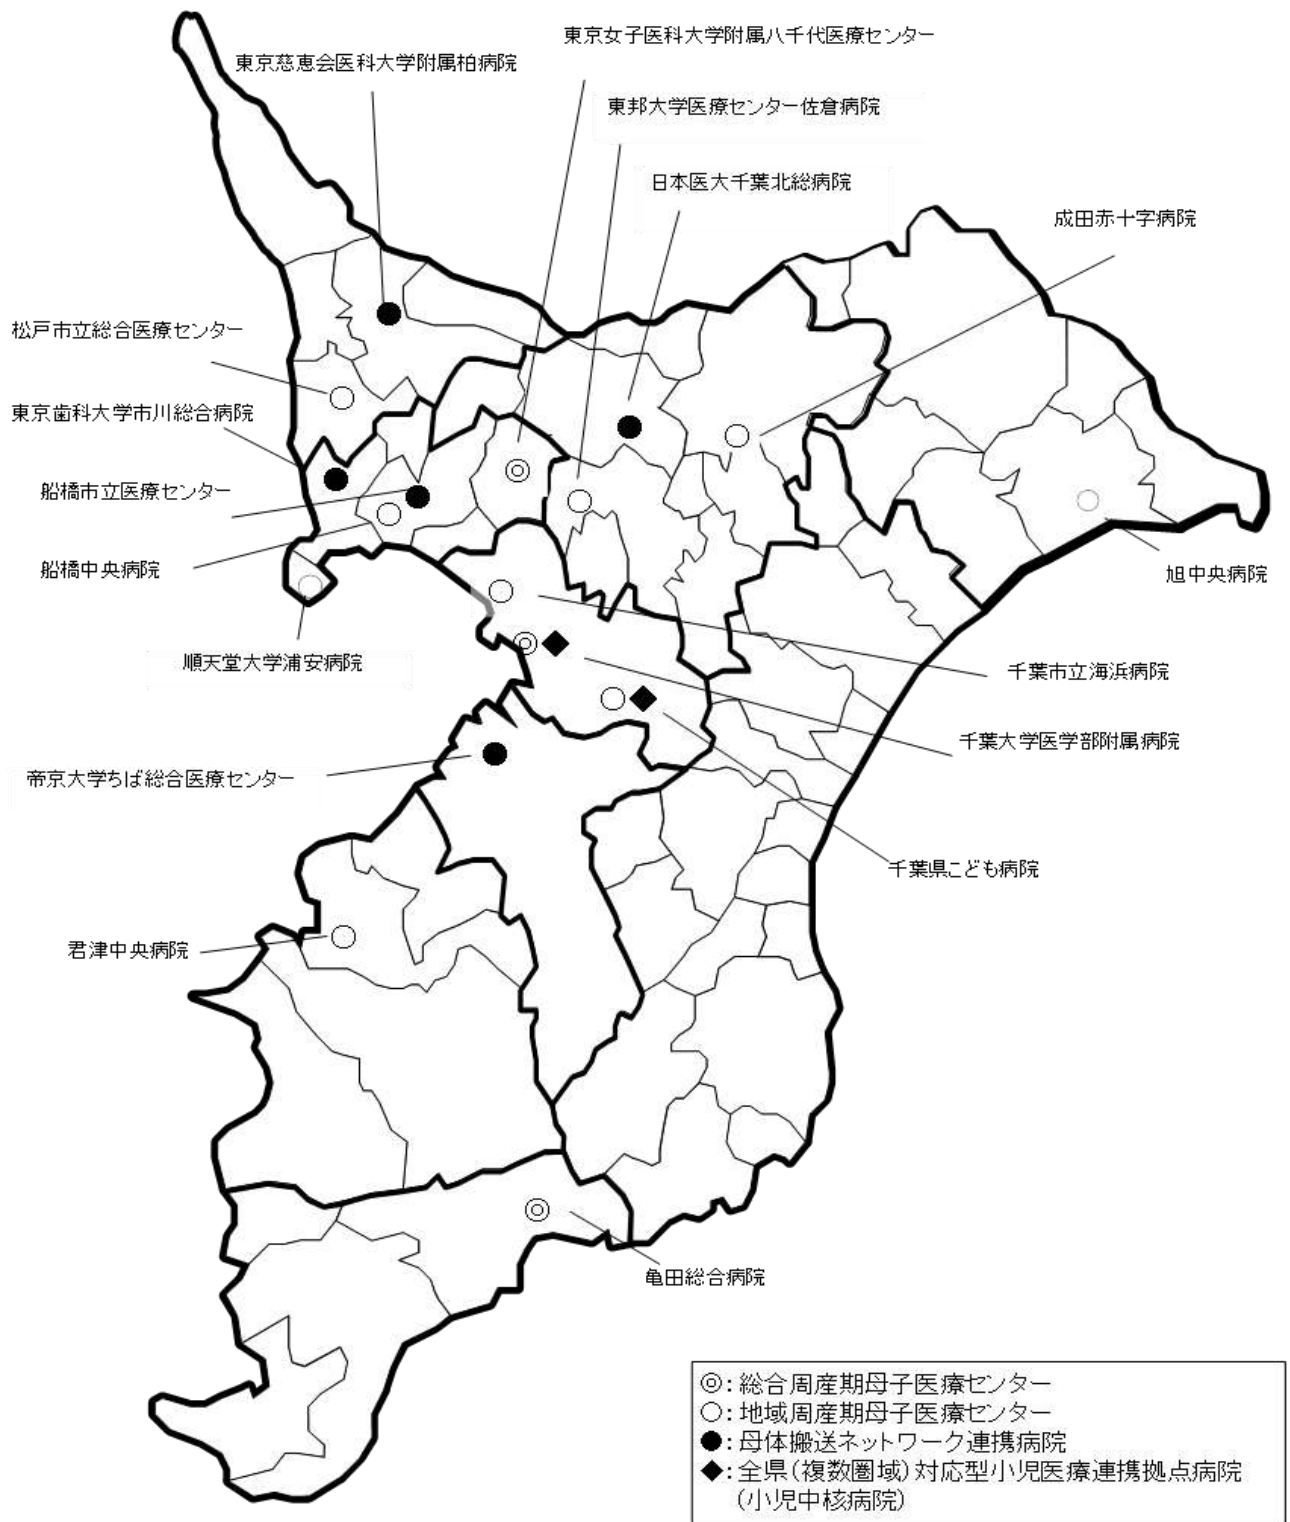 東京女子医科大学附属八千代医療センター
東京慈恵会医科大学附属柏病院
東邦大学医療センター佐倉病院
日本医大千葉北総病院
成田赤十字病院
松戸市立総合医療センター
東京歯科大学市川総合病院
船橋市立医療センター
船橋中央病院
旭中央病院
順天堂大学浦安病院
千葉市立海浜病院
千葉大学医学部附属病院
帝京大学ちば総合医療センター
千葉県こども病院
君津中央病院
亀田総合病院
◎：総合周産期母子医療センター
○：地域周産期母子医療センター
●：母体搬送ネットワーク連携病院
◆：全県（複数圏域）対応型小児医療連携拠点病院
（小児中核病院）